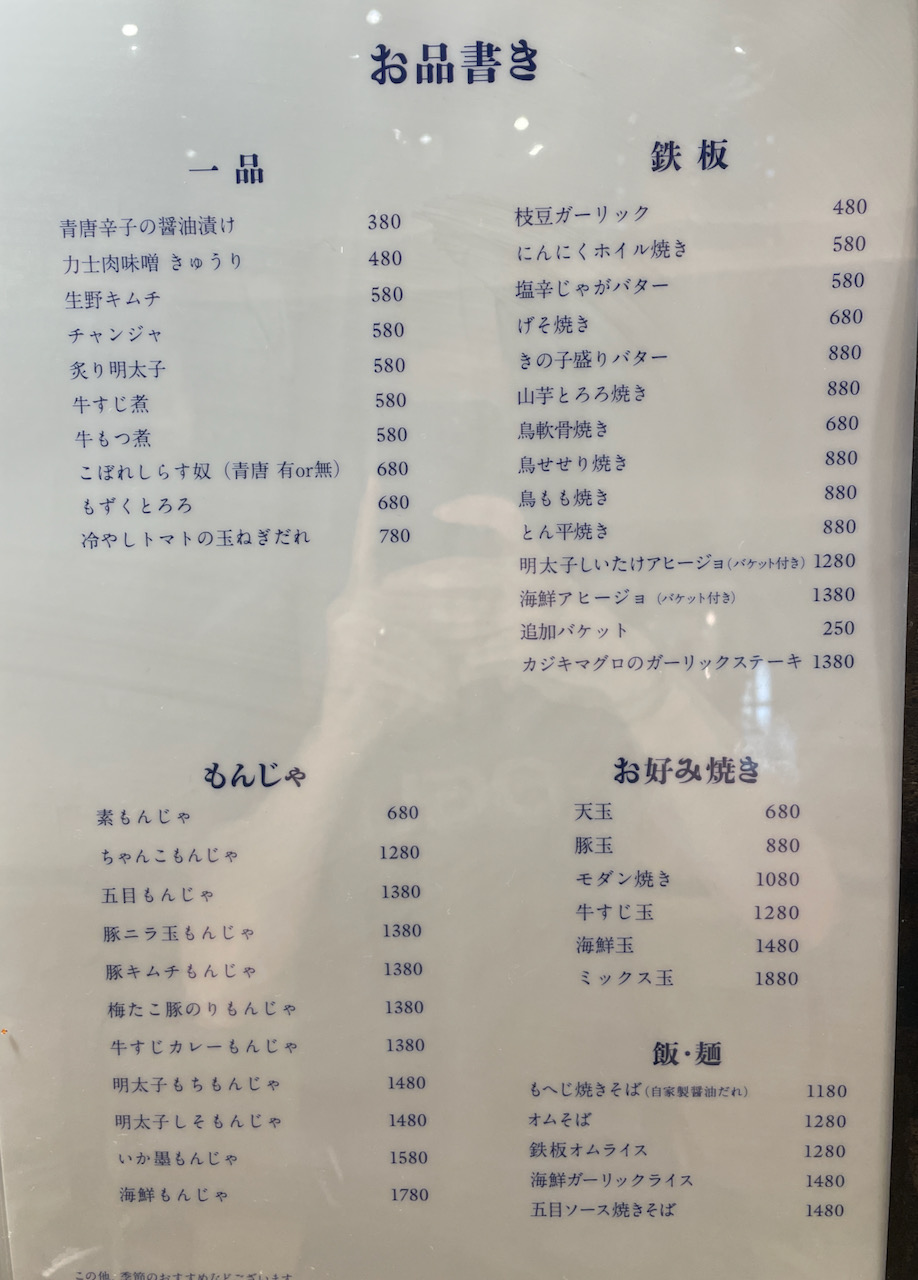 お品書き
一品
青唐辛子の醤油漬け 380
力士肉味噌 きゅうり 480
生野キムチ 580
チャンジャ 580
炙り明太子 580
牛すじ煮 580
牛もつ煮 580
こぼれしらす奴（青唐 有or無） 680
もずくとろろ 680
冷やしトマトの玉ねぎだれ 780
鉄板
枝豆ガーリック 480
にんにくホイル焼き 580
塩辛じゃがバター 580
げそ焼き 680
きの子盛りバター 880
山芋とろろ焼き 880
鳥軟骨焼き 680
鳥せせり焼き 880
鳥もも焼き 880
とん平焼き 880
明太子しいたけアヒージョ（バケット付き） 1280
海鮮アヒージョ（バケット付き） 1380
追加バケット 250
カジキマグロのガーリックステーキ 1380
もんじゃ
素もんじゃ 680
ちゃんこもんじゃ 1280
五目もんじゃ 1380
豚ニラ玉もんじゃ 1380
豚キムチもんじゃ 1380
梅たこ豚のりもんじゃ 1380
牛すじカレーもんじゃ 1380
明太子もちもんじゃ 1480
明太子しそもんじゃ 1480
いか墨もんじゃ 1580
海鮮もんじゃ 1780
お好み焼き
天玉 680
豚玉 880
モダン焼き 1080
牛すじ玉 1280
海鮮玉 1480
ミックス玉 1880
飯・麺
もへじ焼きそば（自家製醤油だれ） 1180
オムそば 1280
鉄板オムライス 1280
海鮮ガーリックライス 1480
五目ソース焼きそば 1480
この他、季節のおすすめなどございます